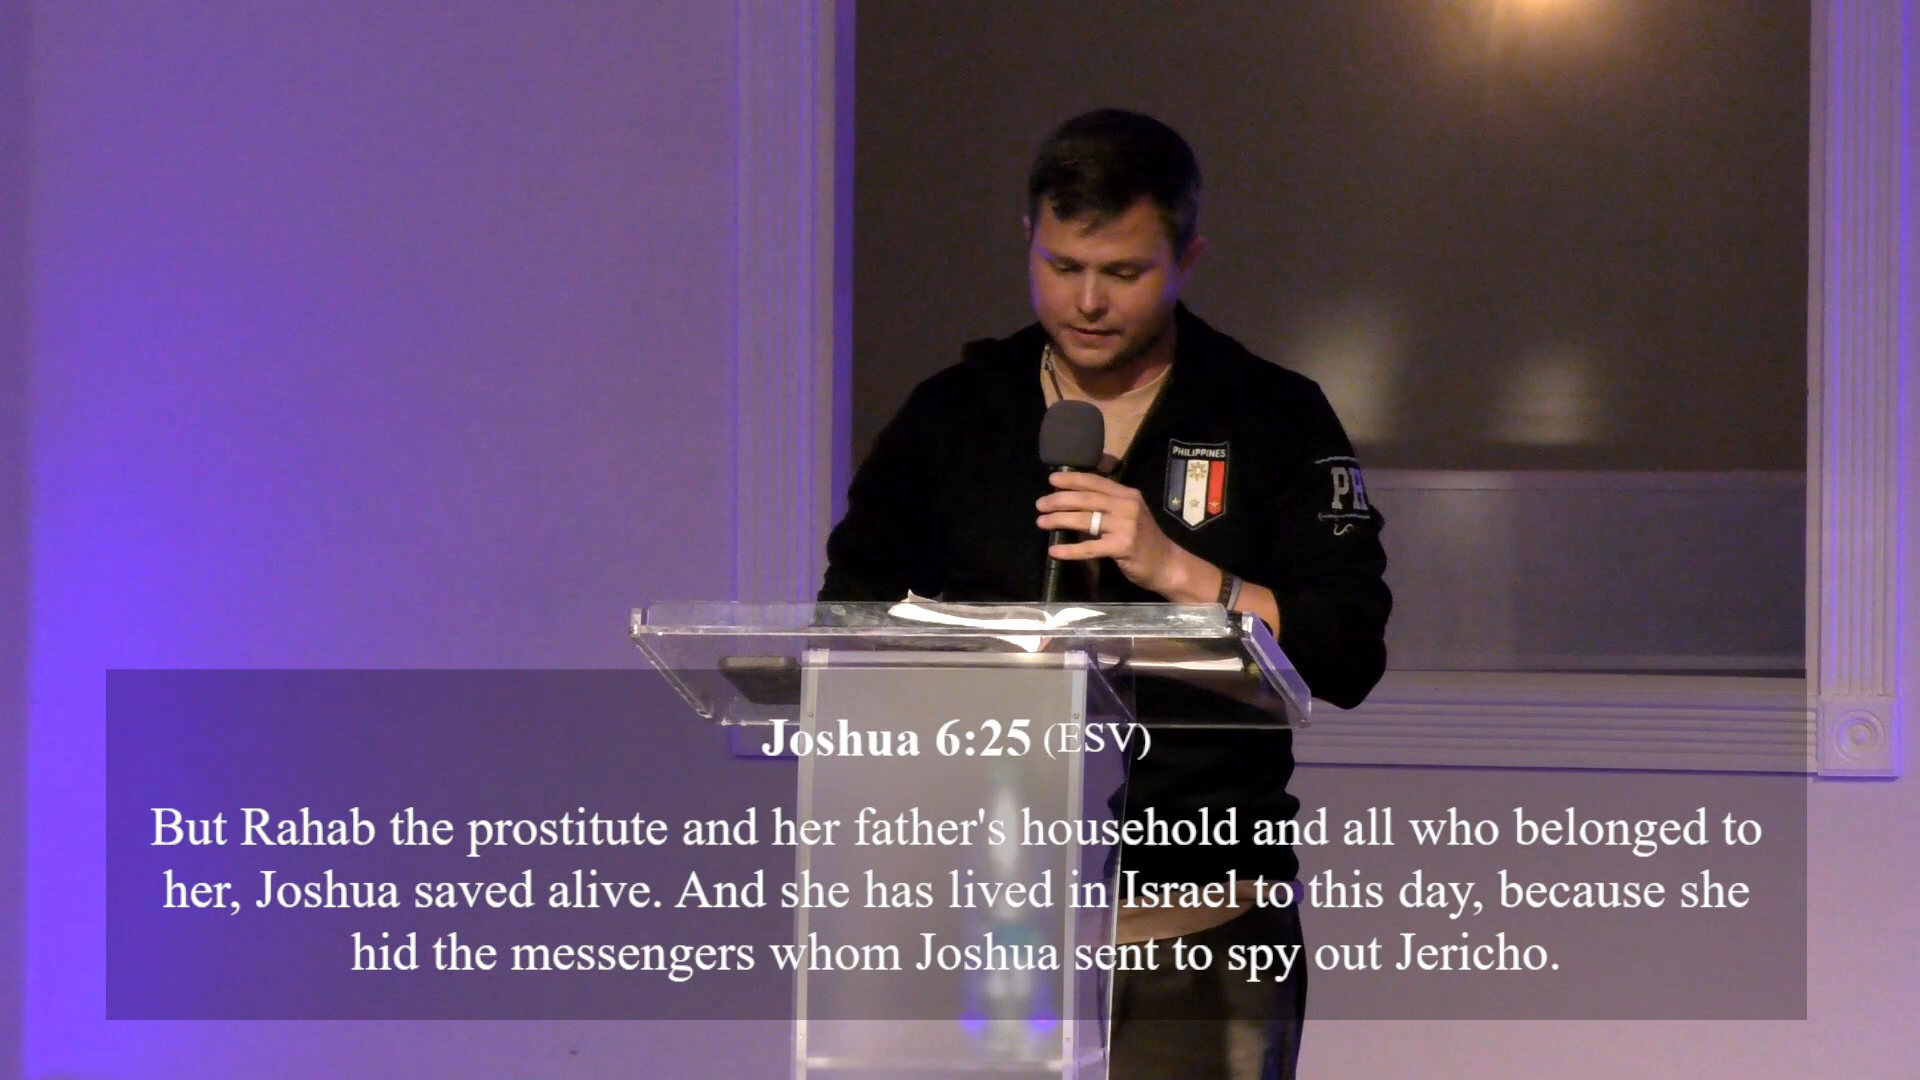 PHILIPPINES
PH
Joshua 6:25 (ESV)
But Rahab the prostitute and her father's household and all who belonged to
her, Joshua saved alive. And she has lived in Israel to this day, because she
hid the messengers whom Joshua sent to spy out Jericho.